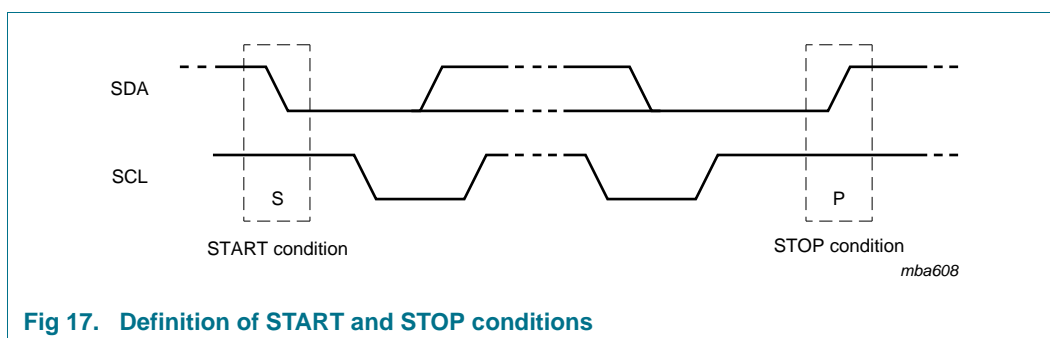 SDA
SCL
S
P
START condition
STOP condition
mba608
Fig 17. Definition of START and STOP conditions